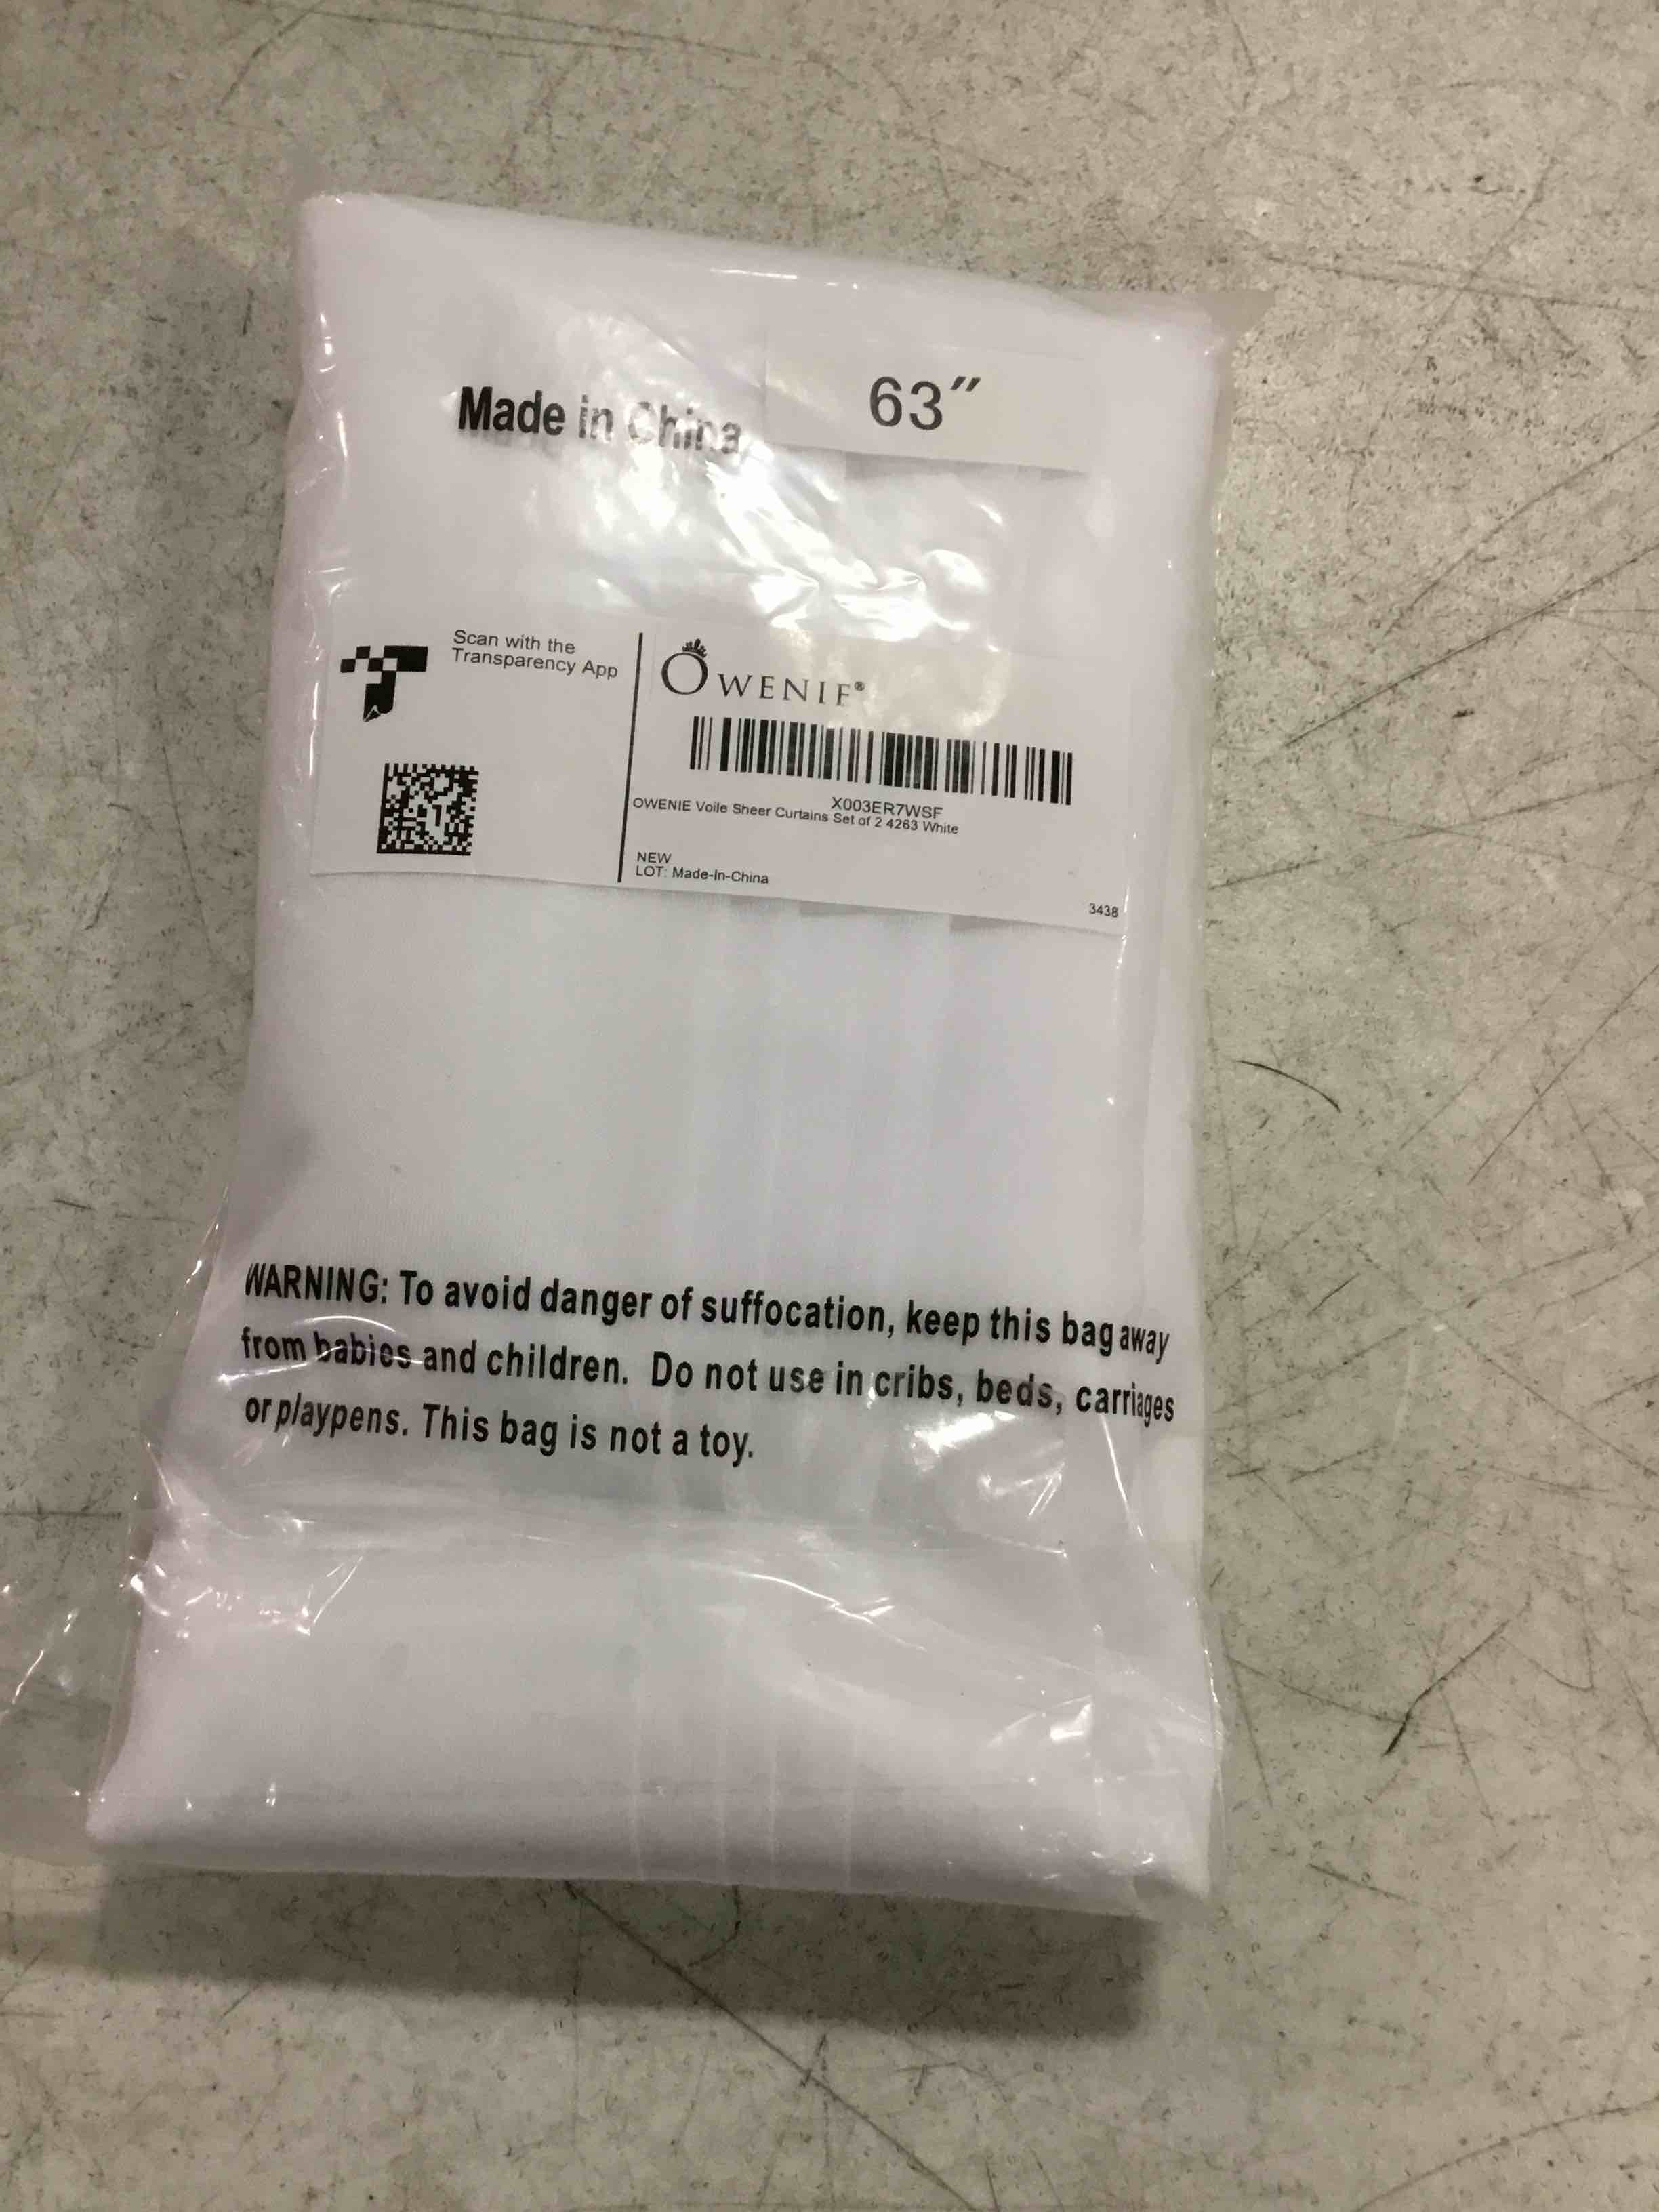 Made in China
63"
Scan with the
Transparency App
OWENIE®
X003ER7WSF
OWENIE Voile Sheer Curtains Set of 2 4263 White
NEW
LOT: Made-In-China
3438
WARNING: To avoid danger of suffocation, keep this bag away
from babies and children. Do not use in cribs, beds, carriages
or playpens. This bag is not a toy.